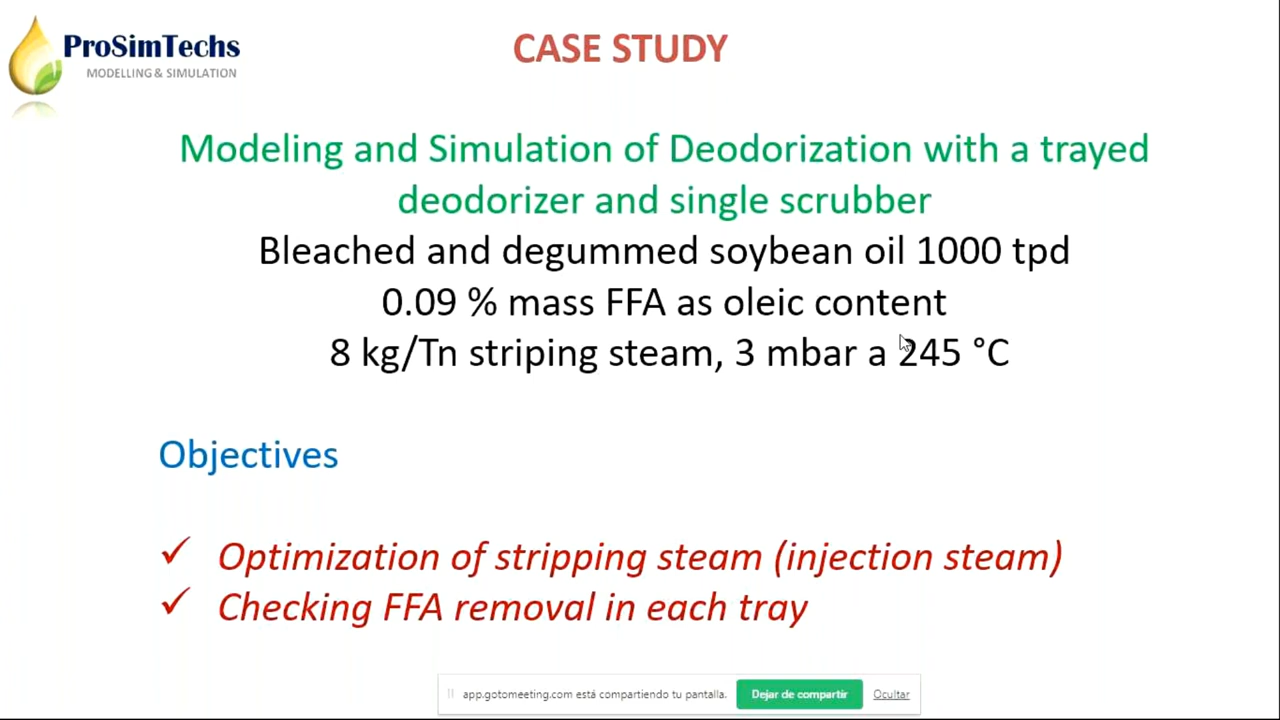 ProSimTechs
MODELLING & SIMULATION
CASE STUDY
Modeling and Simulation of Deodorization with a trayed
deodorizer and single scrubber
Bleached and degummed soybean oil 1000 tpd
0.09 % mass FFA as oleic content
8 kg/Tn striping steam, 3 mbar a 245 °C
Objectives
✓ Optimization of stripping steam (injection steam)
✓ Checking FFA removal in each tray
app.gotomeeting.com está compartiendo tu pantalla. Dejar de compartir Ocultar